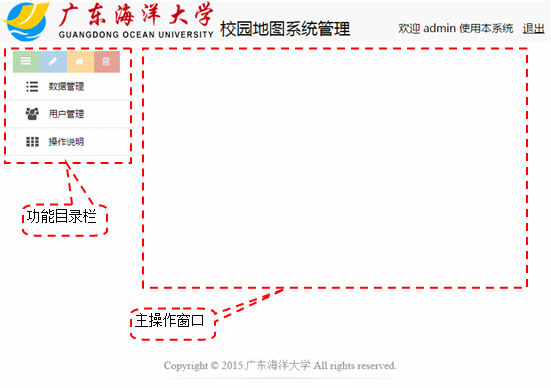 广东海洋大学
GUANGDONG OCEAN UNIVERSITY
校园地图系统管理
欢迎 admin 使用本系统 退出
数据管理
用户管理
操作说明
功能目录栏
主操作窗口
Copyright © 2015.广东海洋大学 All rights reserved.